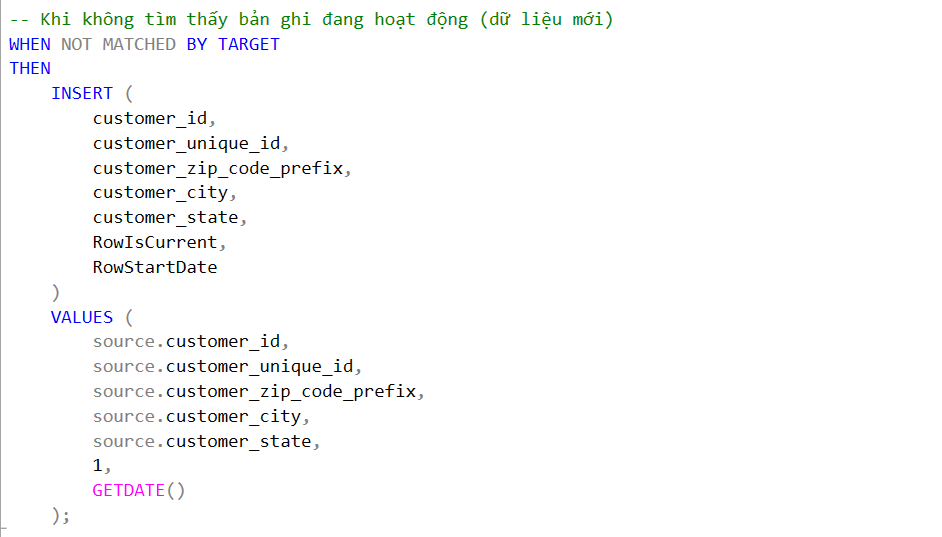 -- Khi không tìm thấy bản ghi đang hoạt động (dữ liệu mới)
WHEN NOT MATCHED BY TARGET
THEN
    INSERT (
        customer_id,
        customer_unique_id,
        customer_zip_code_prefix,
        customer_city,
        customer_state,
        RowIsCurrent,
        RowStartDate
    )
    VALUES (
        source.customer_id,
        source.customer_unique_id,
        source.customer_zip_code_prefix,
        source.customer_city,
        source.customer_state,
        1,
        GETDATE()
    );